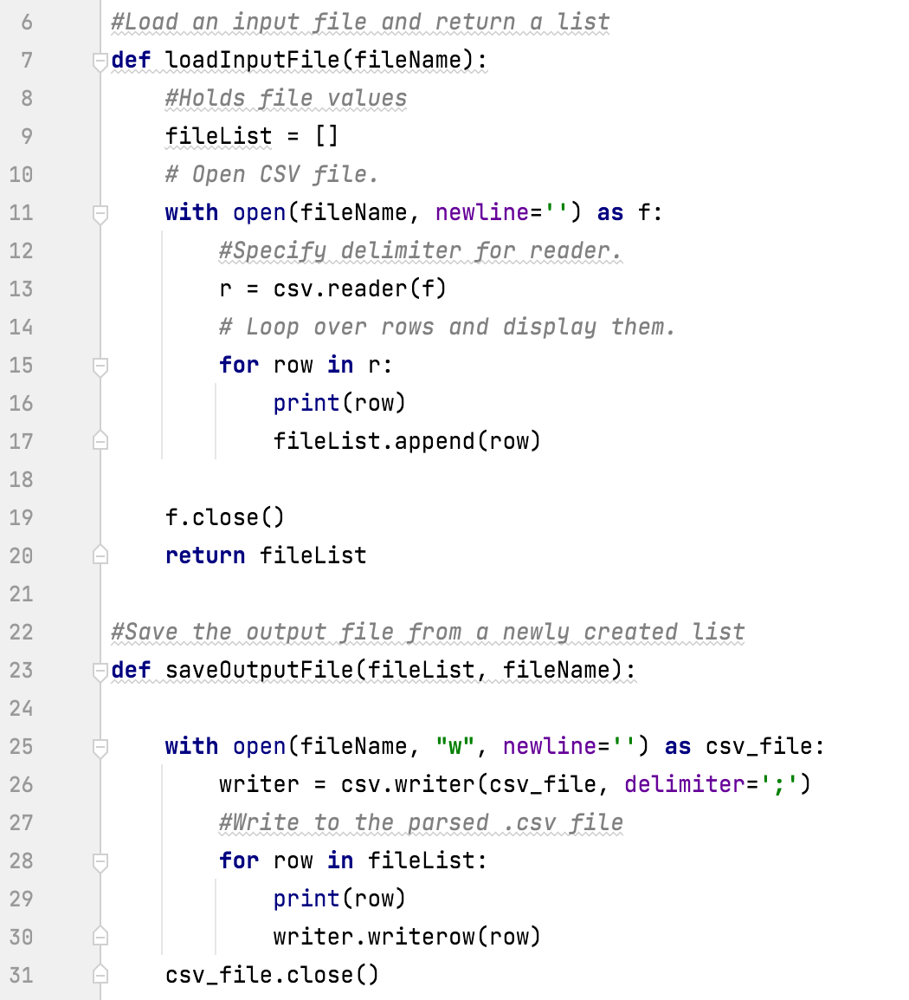 6 #Load an input file and return a list
7 def loadInputFile(fileName):
8     #Holds file values
9     fileList = []
10     # Open CSV file.
11     with open(fileName, newline='') as f:
12         #Specify delimiter for reader.
13         r = csv.reader(f)
14         # Loop over rows and display them.
15         for row in r:
16             print(row)
17             fileList.append(row)
18
19     f.close()
20     return fileList
21
22 #Save the output file from a newly created list
23 def saveOutputFile(fileList, fileName):
24
25     with open(fileName, "w", newline='') as csv_file:
26         writer = csv.writer(csv_file, delimiter=';')
27         #Write to the parsed .csv file
28         for row in fileList:
29             print(row)
30             writer.writerow(row)
31     csv_file.close()